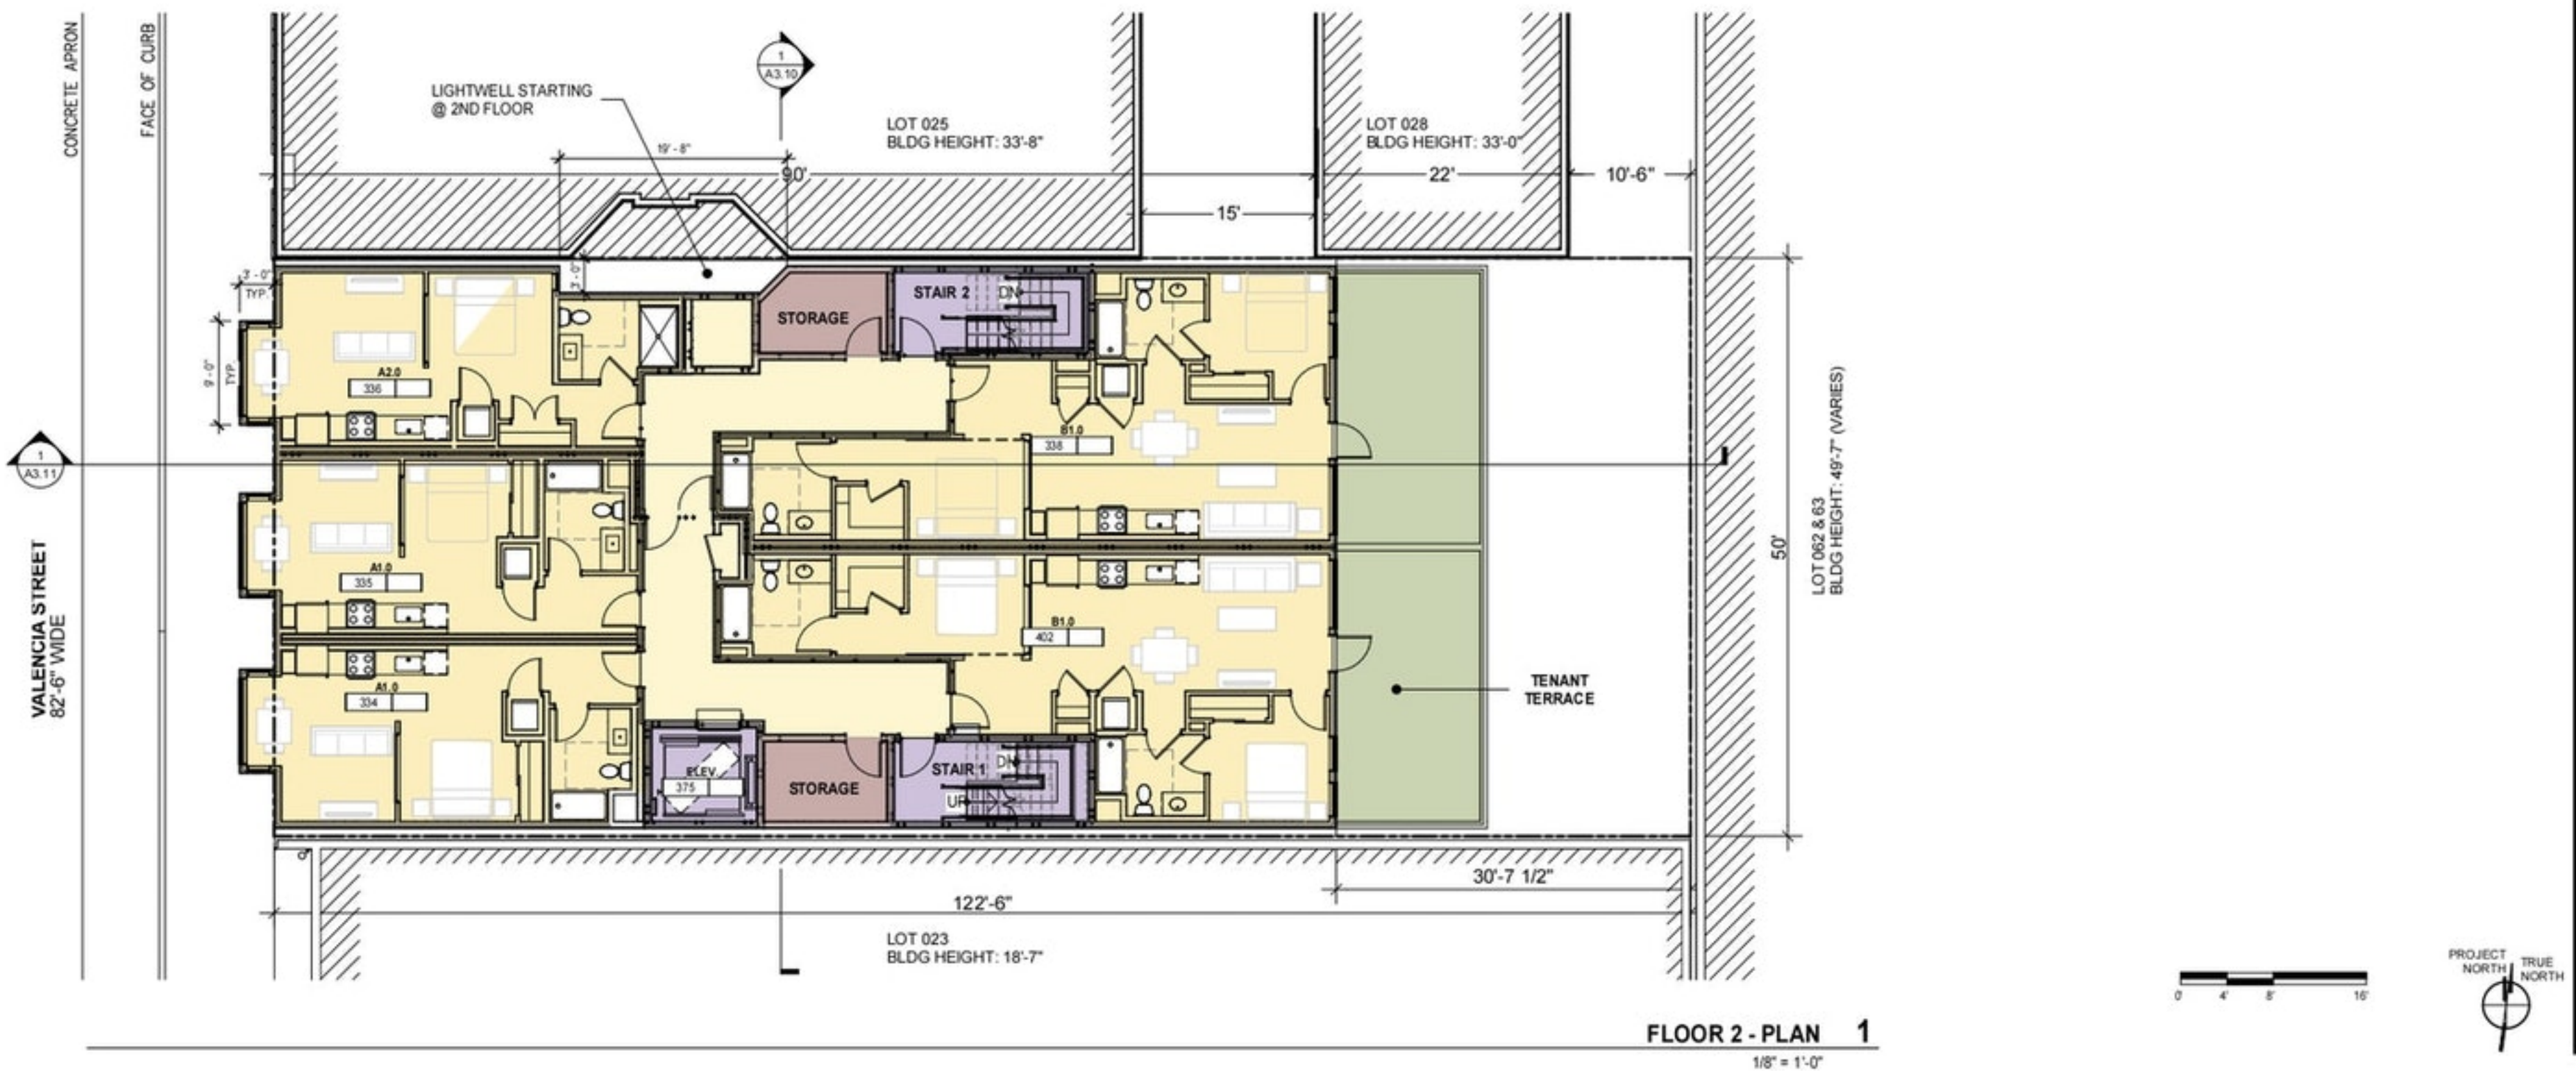 CONCRETE APRON
FACE OF CURB
1
A3.10
LIGHTWELL STARTING
@ 2ND FLOOR
LOT 025
BLDG HEIGHT: 33'-8"
LOT 028
BLDG HEIGHT: 33'-0"
19' - 8"
90'
22'
10'-6"
15'
3' - 0"
TYP.
3' - 0"
9' - 0"
TYP.
STORAGE
STAIR 2
DN
A2.0
336
B1.0
338
1
A3.11
A1.0
335
B1.0
402
A1.0
334
ELEV.
375
STORAGE
STAIR 1
DN
UP
TENANT
TERRACE
VALENCIA STREET
82'-6" WIDE
50'
LOT 062 & 63
BLDG HEIGHT: 49'-7" (VARIES)
30'-7 1/2"
122'-6"
LOT 023
BLDG HEIGHT: 18'-7"
0'
4'
8'
16'
PROJECT
NORTH
TRUE
NORTH
FLOOR 2 - PLAN 1
1/8" = 1'-0"